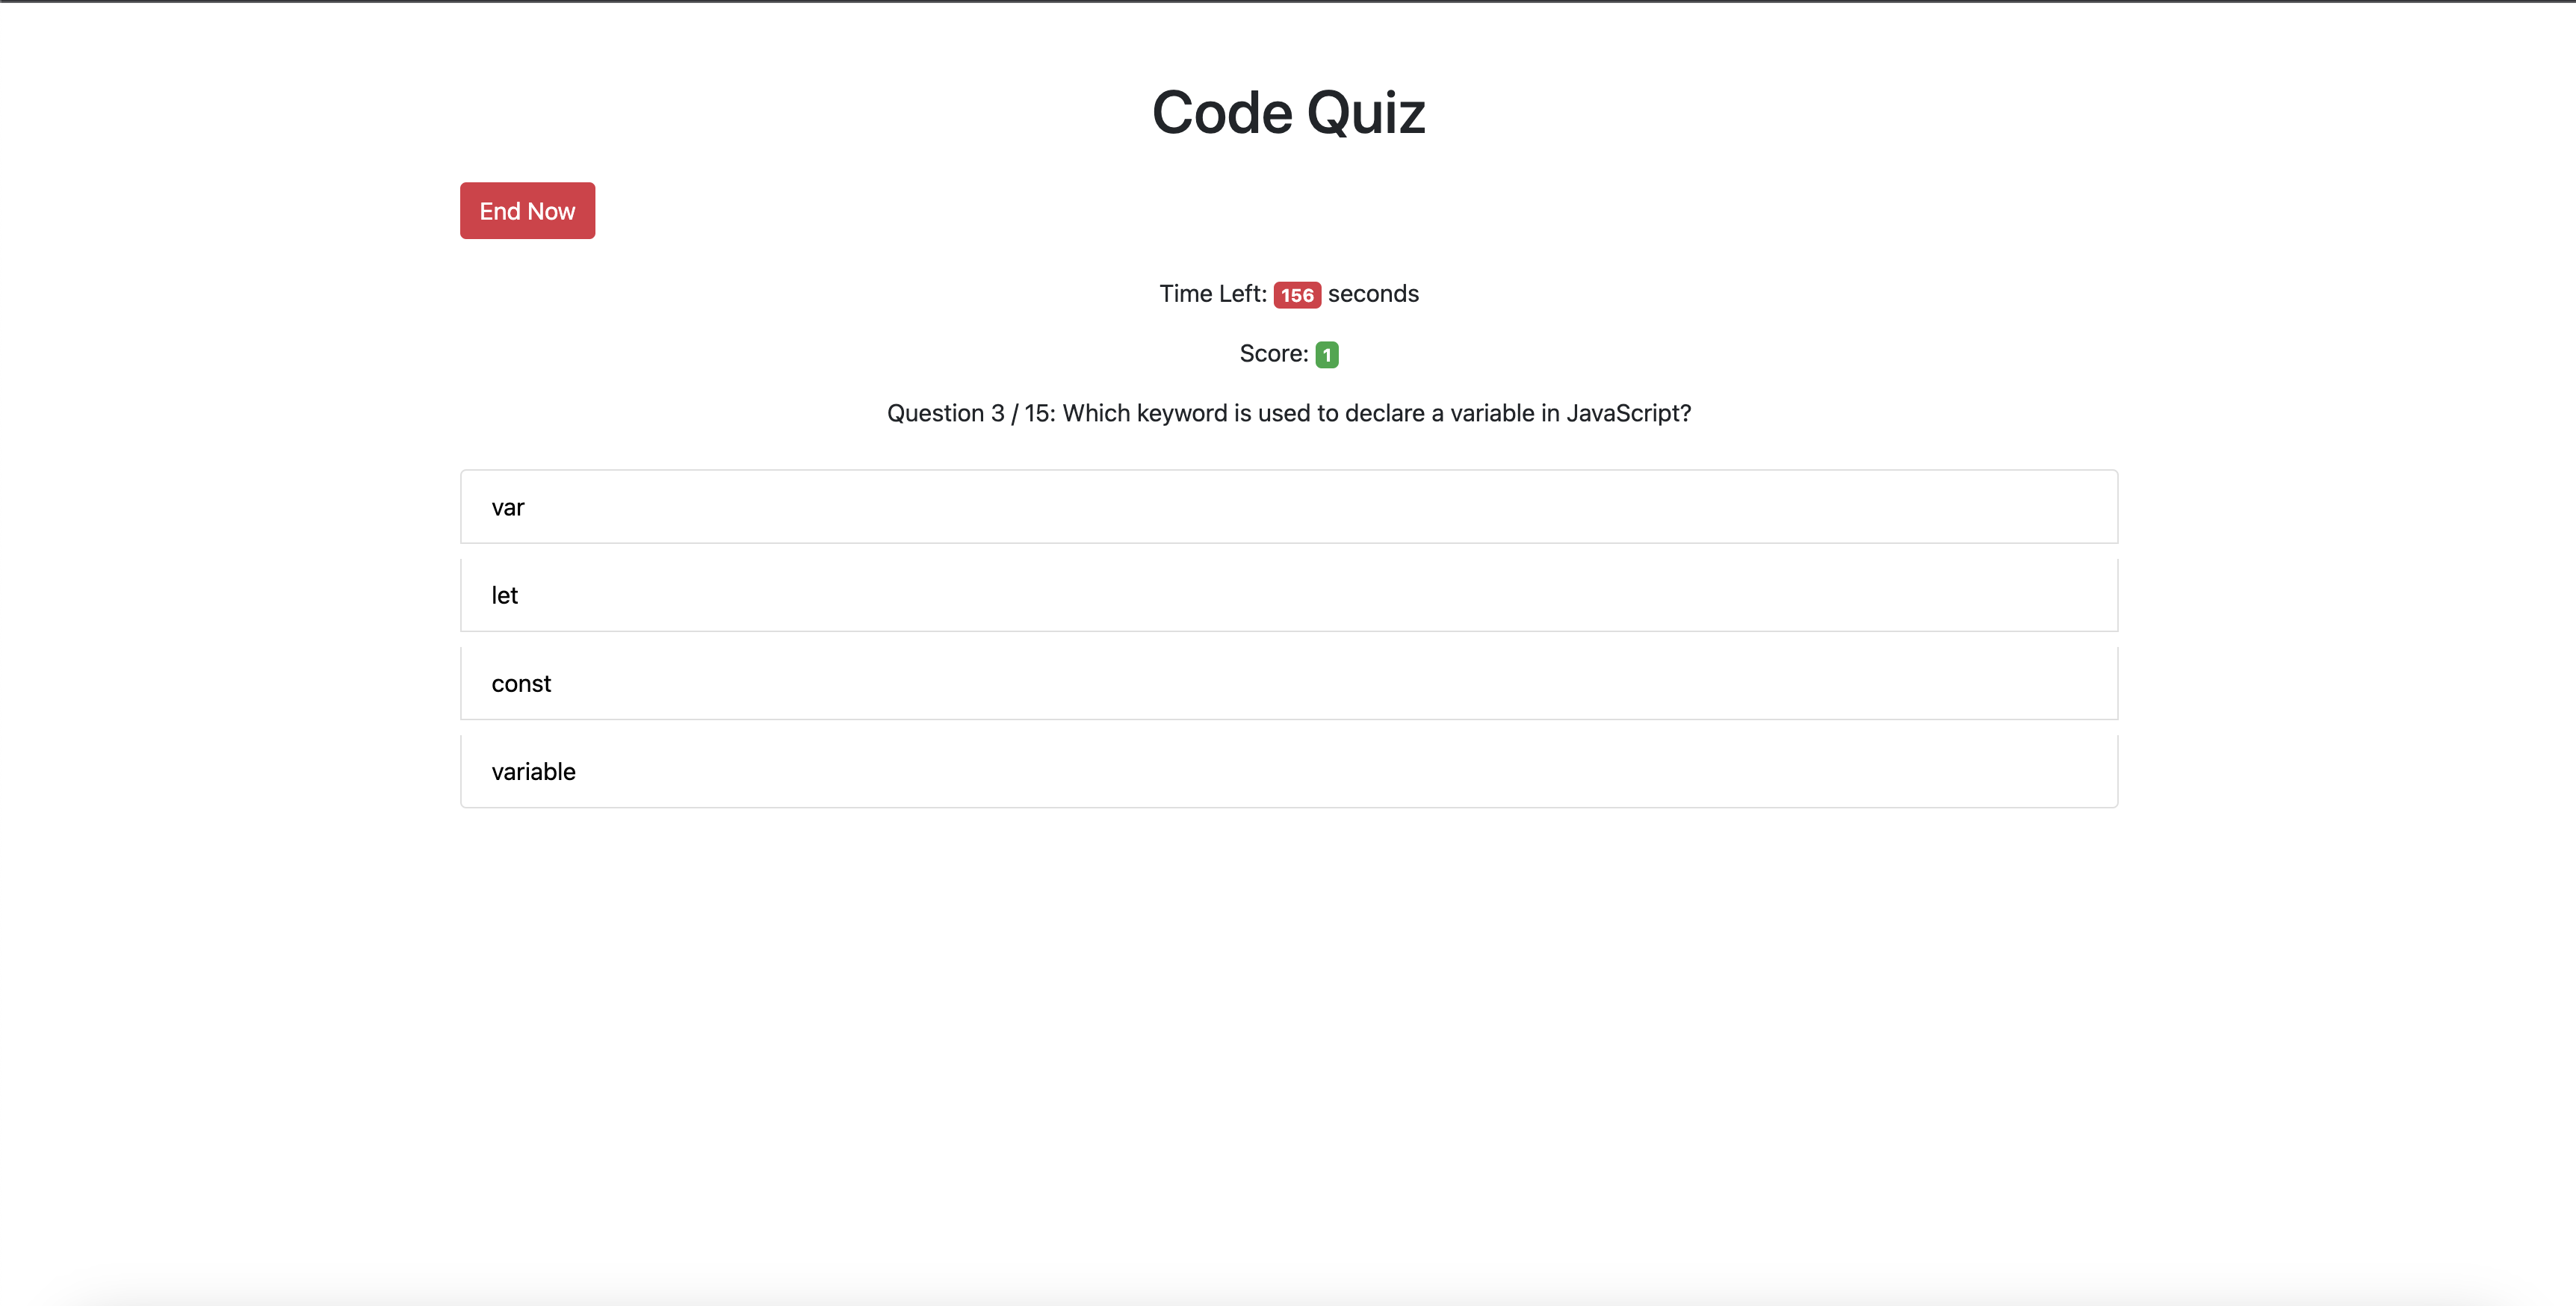 Code Quiz
End Now
Time Left: 156 seconds
Score: 1
Question 3 / 15: Which keyword is used to declare a variable in JavaScript?
var
let
const
variable